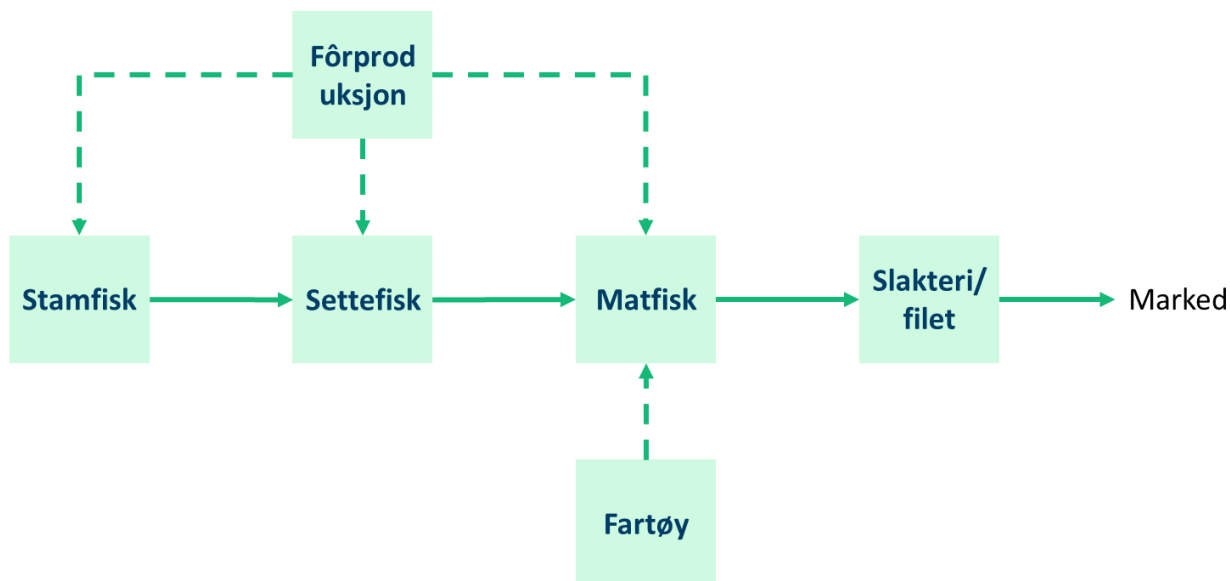 Fôrprod
uksjon
Stamfisk
Settefisk
Matfisk
Slakteri/
filet
Marked
Fartøy